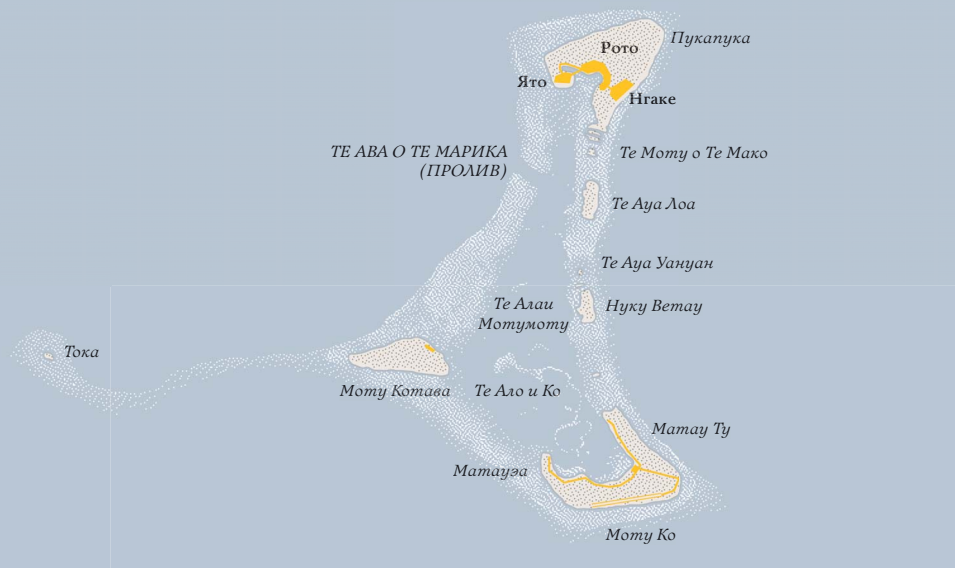 Пукапука
Рото
Ято
Нгаке
ТЕ АВА О ТЕ МАРИКА
(ПРОЛИВ)
Те Моту о Те Мако
Те Ауа Лоа
Те Ауа Уануан
Те Алаи
Мотумоту
Нуку Ветау
Тока
Моту Котава
Те Ало и Ко
Матау Ту
Матауэа
Моту Ко